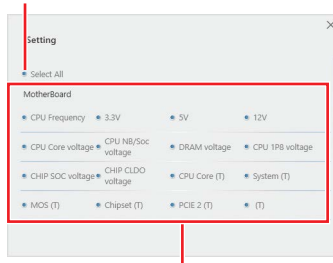 Setting
Select All
MotherBoard
CPU Frequency 3.3V 5V 12V
CPU Core voltage CPU NB/Soc voltage DRAM voltage CPU 1P8 voltage
CHIP SOC voltage CHIP CLDO voltage CPU Core (T) System (T)
MOS (T) Chipset (T) PCIE 2 (T) (T)